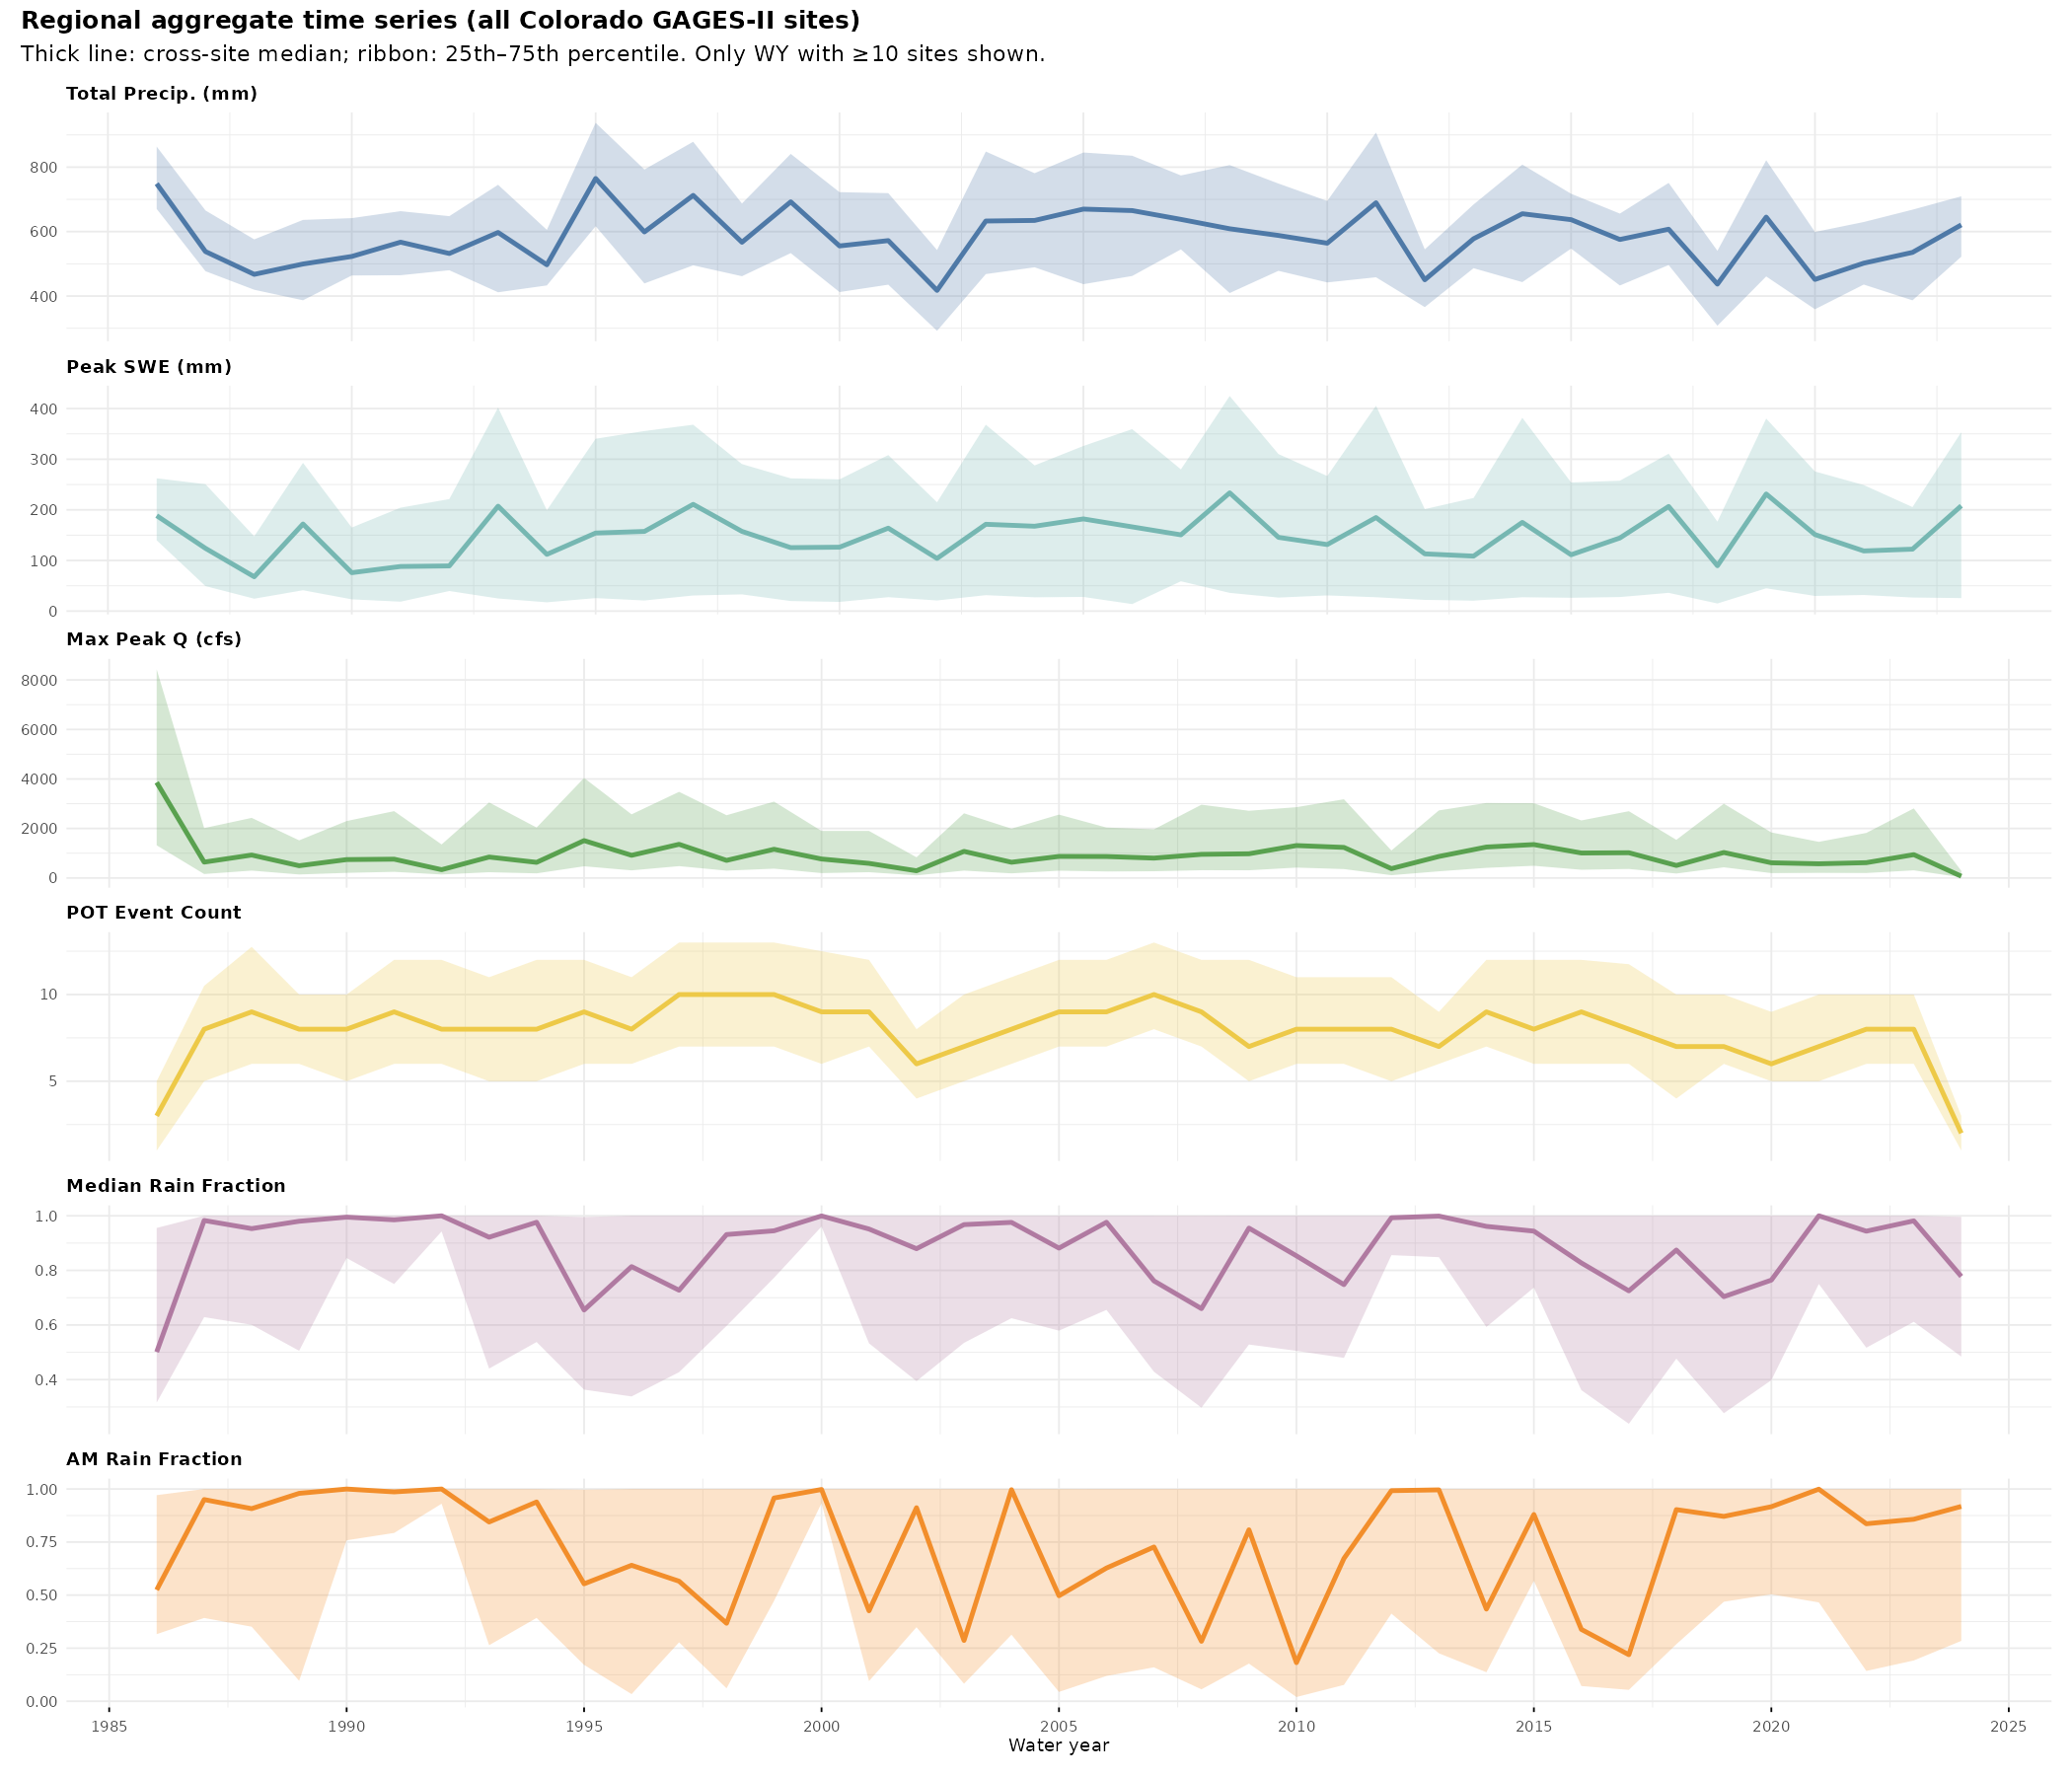 Regional aggregate time series (all Colorado GAGES-II sites)
Thick line: cross-site median; ribbon: 25th–75th percentile. Only WY with ≥10 sites shown.
Total Precip. (mm)
800
600
400
Peak SWE (mm)
400
300
200
100
0
Max Peak Q (cfs)
8000
6000
4000
2000
0
POT Event Count
10
5
Median Rain Fraction
1.0
0.8
0.6
0.4
AM Rain Fraction
1.00
0.75
0.50
0.25
0.00
1985 1990 1995 2000 2005 2010 2015 2020 2025
Water year